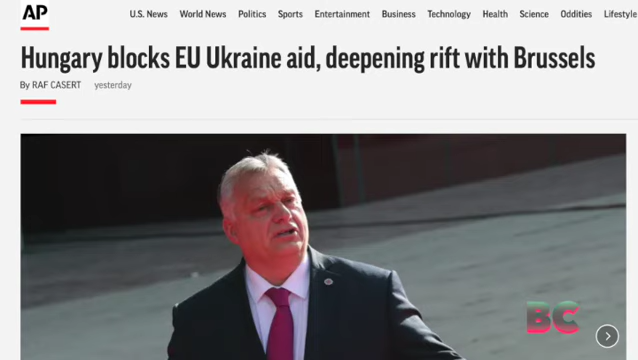 AP
U.S. News World News Politics Sports Entertainment Business Technology Health Science Oddities Lifestyle
Hungary blocks EU Ukraine aid, deepening rift with Brussels
By RAF CASERT yesterday
BC